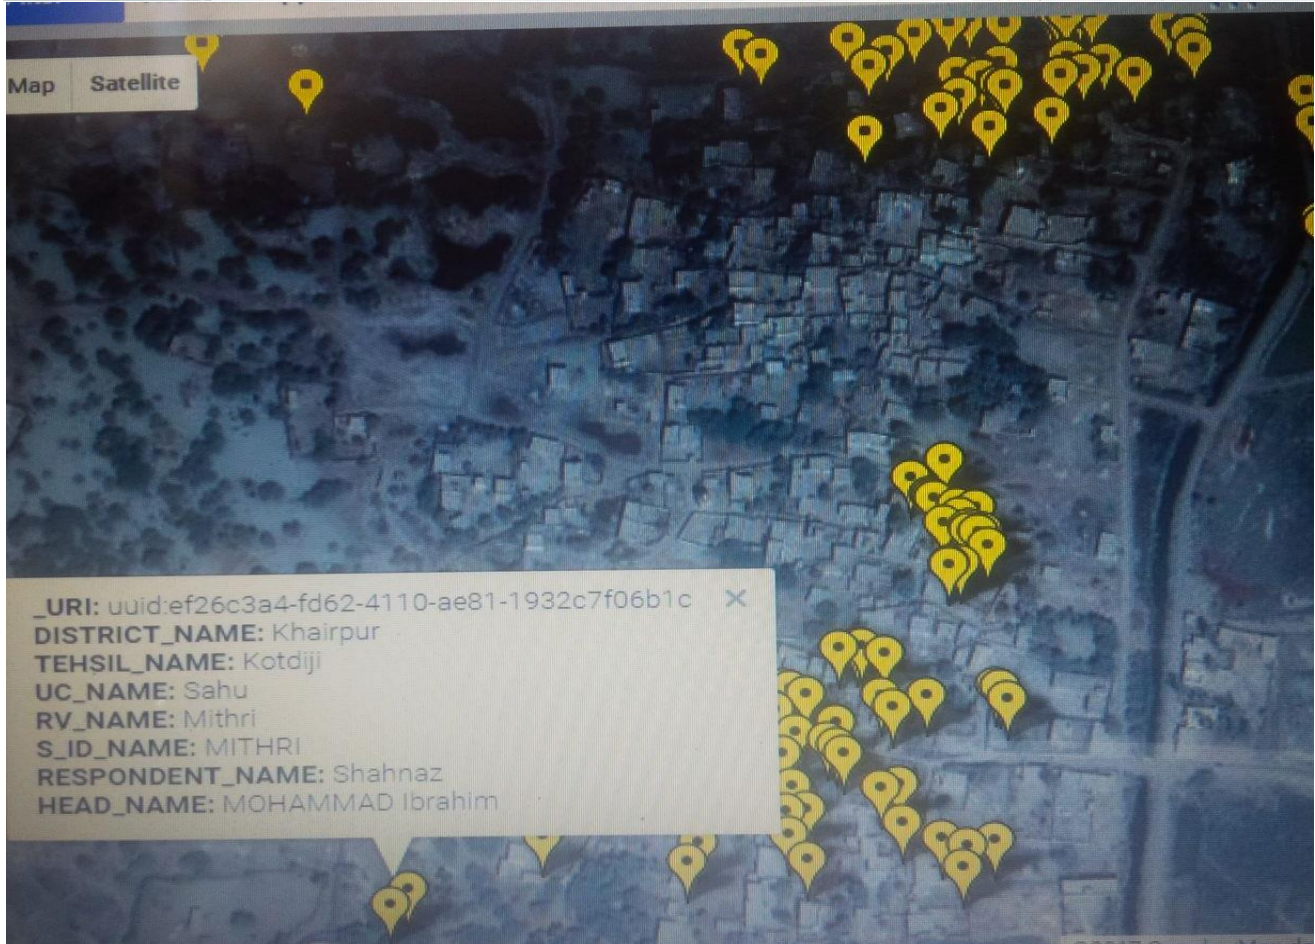 Map Satellite
_URI: uuid:ef26c3a4-fd62-4110-ae81-1932c7f06b1c
DISTRICT_NAME: Khairpur
TEHSIL_NAME: Kotdiji
UC_NAME: Sahu
RV_NAME: Mithri
S_ID_NAME: MITHRI
RESPONDENT_NAME: Shahnaz
HEAD_NAME: MOHAMMAD Ibrahim